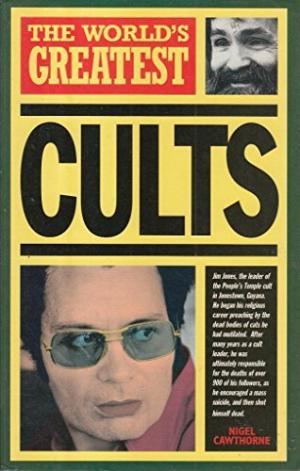 THE WORLD'S
GREATEST
CULTS
Jim Jones, the leader of
the People's Temple cult
in Jonestown, Guyana.
He began his religious
career preaching by the
dead bodies of cats he
had mutilated. After
many years as a cult
leader, he was
ultimately responsible
for the deaths of over
900 of his followers, as
he encouraged a mass
suicide, and then shot
himself dead.
NIGEL
CAWTHORNE